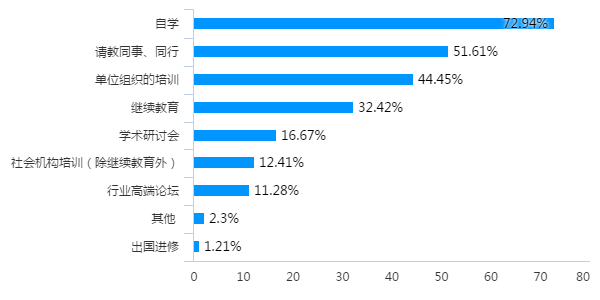 自学 72.94%
请教同事、同行 51.61%
单位组织的培训 44.45%
继续教育 32.42%
学术研讨会 16.67%
社会机构培训（除继续教育外） 12.41%
行业高端论坛 11.28%
其他 2.3%
出国进修 1.21%
0 10 20 30 40 50 60 70 80